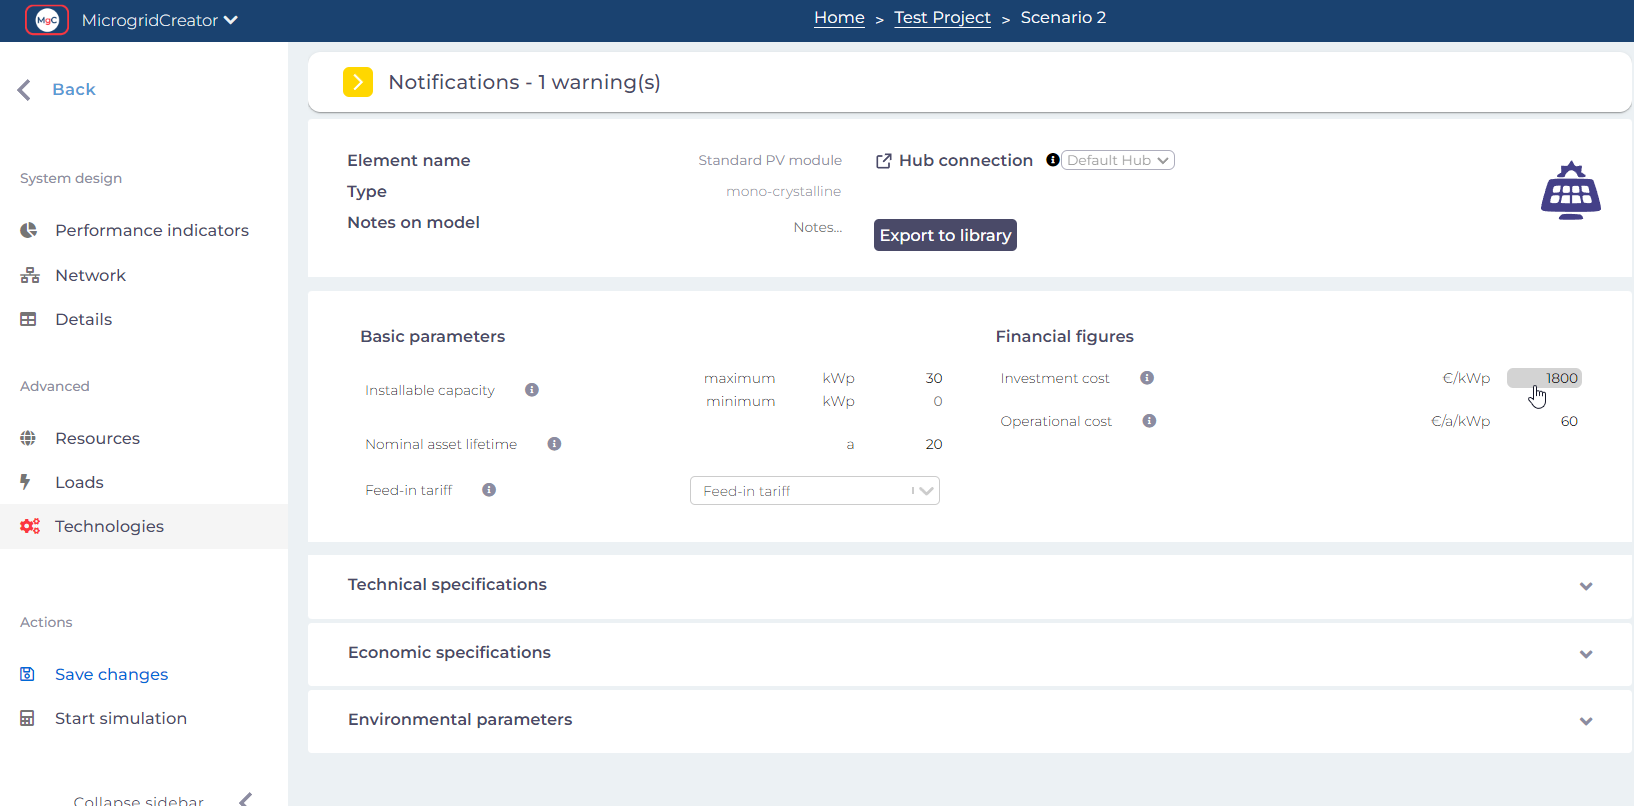 MgC MicrogridCreator
Home > Test Project > Scenario 2
Back
System design
Performance indicators
Network
Details
Advanced
Resources
Loads
Technologies
Actions
Save changes
Start simulation
Collapse sidebar
Notifications - 1 warning(s)
Element name Standard PV module
Type mono-crystalline
Notes on model Notes...
Hub connection Default Hub
Export to library
Basic parameters
Installable capacity maximum kWp 30
minimum kWp 0
Nominal asset lifetime a 20
Feed-in tariff Feed-in tariff
Financial figures
Investment cost €/kWp 1800
Operational cost €/a/kWp 60
Technical specifications
Economic specifications
Environmental parameters